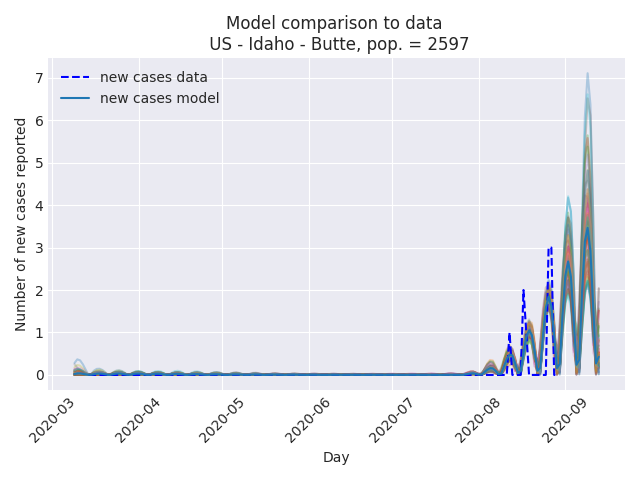 Model comparison to data
US - Idaho - Butte, pop. = 2597
new cases data
new cases model
Number of new cases reported
7
6
5
4
3
2
1
0
2020-03
2020-04
2020-05
2020-06
2020-07
2020-08
2020-09
Day